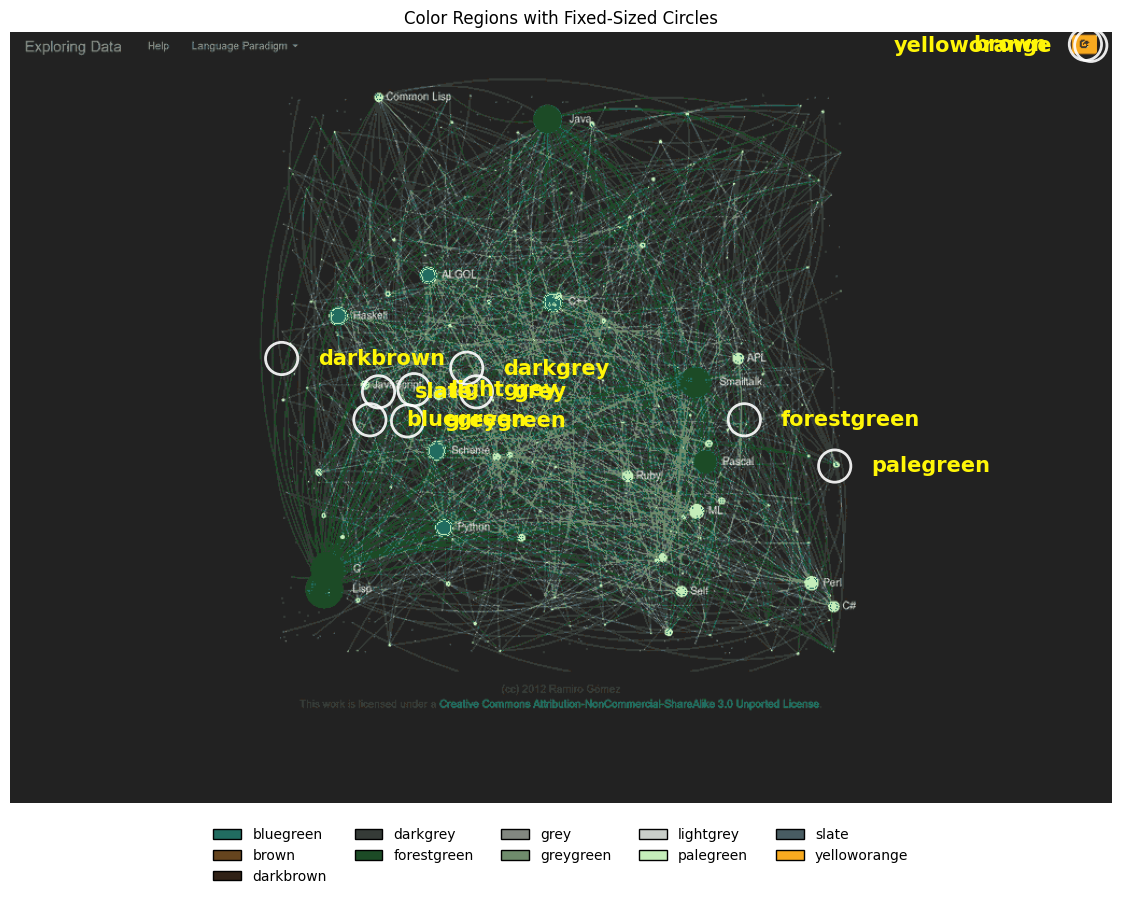 Color Regions with Fixed-Sized Circles
Exploring Data Help Language Paradigm
yelloworange brown
Common Lisp
Java
ALGOL
C++
Haskell
darkbrown
APL
darkgrey
Smalltalk
JavaScript
slate lightgrey grey
bluegreen greygreen
forestgreen
Scheme
Pascal
palegreen
Ruby
ML
Python
C
Perl
Lisp
Self
C#
(cc) 2012 Ramiro Gómez
This work is licensed under a Creative Commons Attribution-NonCommercial-ShareAlike 3.0 Unported License.
bluegreen darkgrey grey lightgrey slate
brown forestgreen greygreen palegreen yelloworange
darkbrown